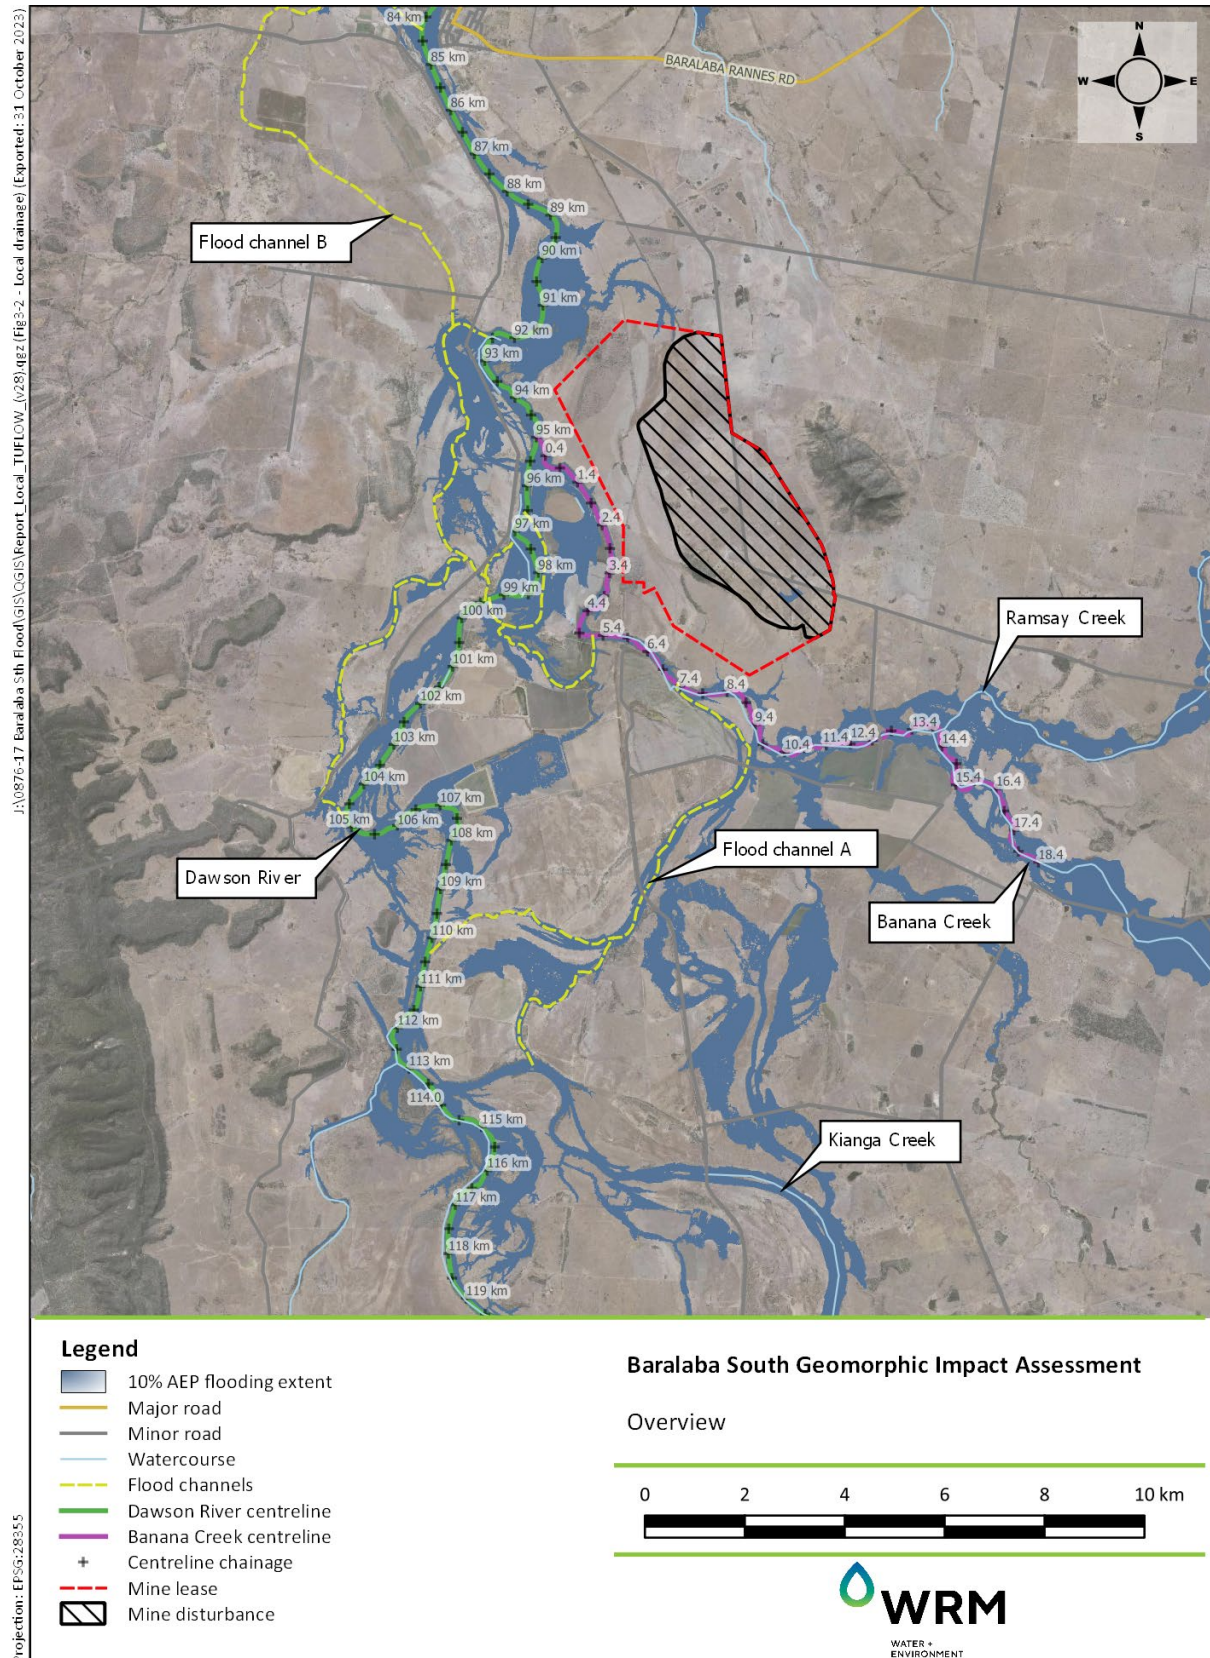 J:\0876-17 Baralaba Sth Flood\GIS\QGIS\Report_Local_TUFLOW_(v28).qgz (Fig3-2 - Local drainage) (Exported: 31 October 2023)
Projection: EPSG:28355
N
W
E
S
84 km
85 km
BARALABA RANNES RD
86 km
87 km
88 km
89 km
Flood channel B
90 km
91 km
92 km
93 km
94 km
95 km
0.4
96 km
1.4
97 km
2.4
98 km
3.4
99 km
4.4
100 km
5.4
Ramsay Creek
101 km
6.4
102 km
7.4
8.4
103 km
9.4
10.4
11.4
12.4
13.4
14.4
104 km
15.4
16.4
105 km
106 km
107 km
17.4
108 km
18.4
Flood channel A
Dawson River
109 km
Banana Creek
110 km
111 km
112 km
113 km
114.0
115 km
Kianga Creek
116 km
117 km
118 km
119 km
Legend
10% AEP flooding extent
Major road
Minor road
Watercourse
Flood channels
Dawson River centreline
Banana Creek centreline
Centreline chainage
Mine lease
Mine disturbance
Baralaba South Geomorphic Impact Assessment
Overview
0 2 4 6 8 10 km
WRM
WATER +
ENVIRONMENT